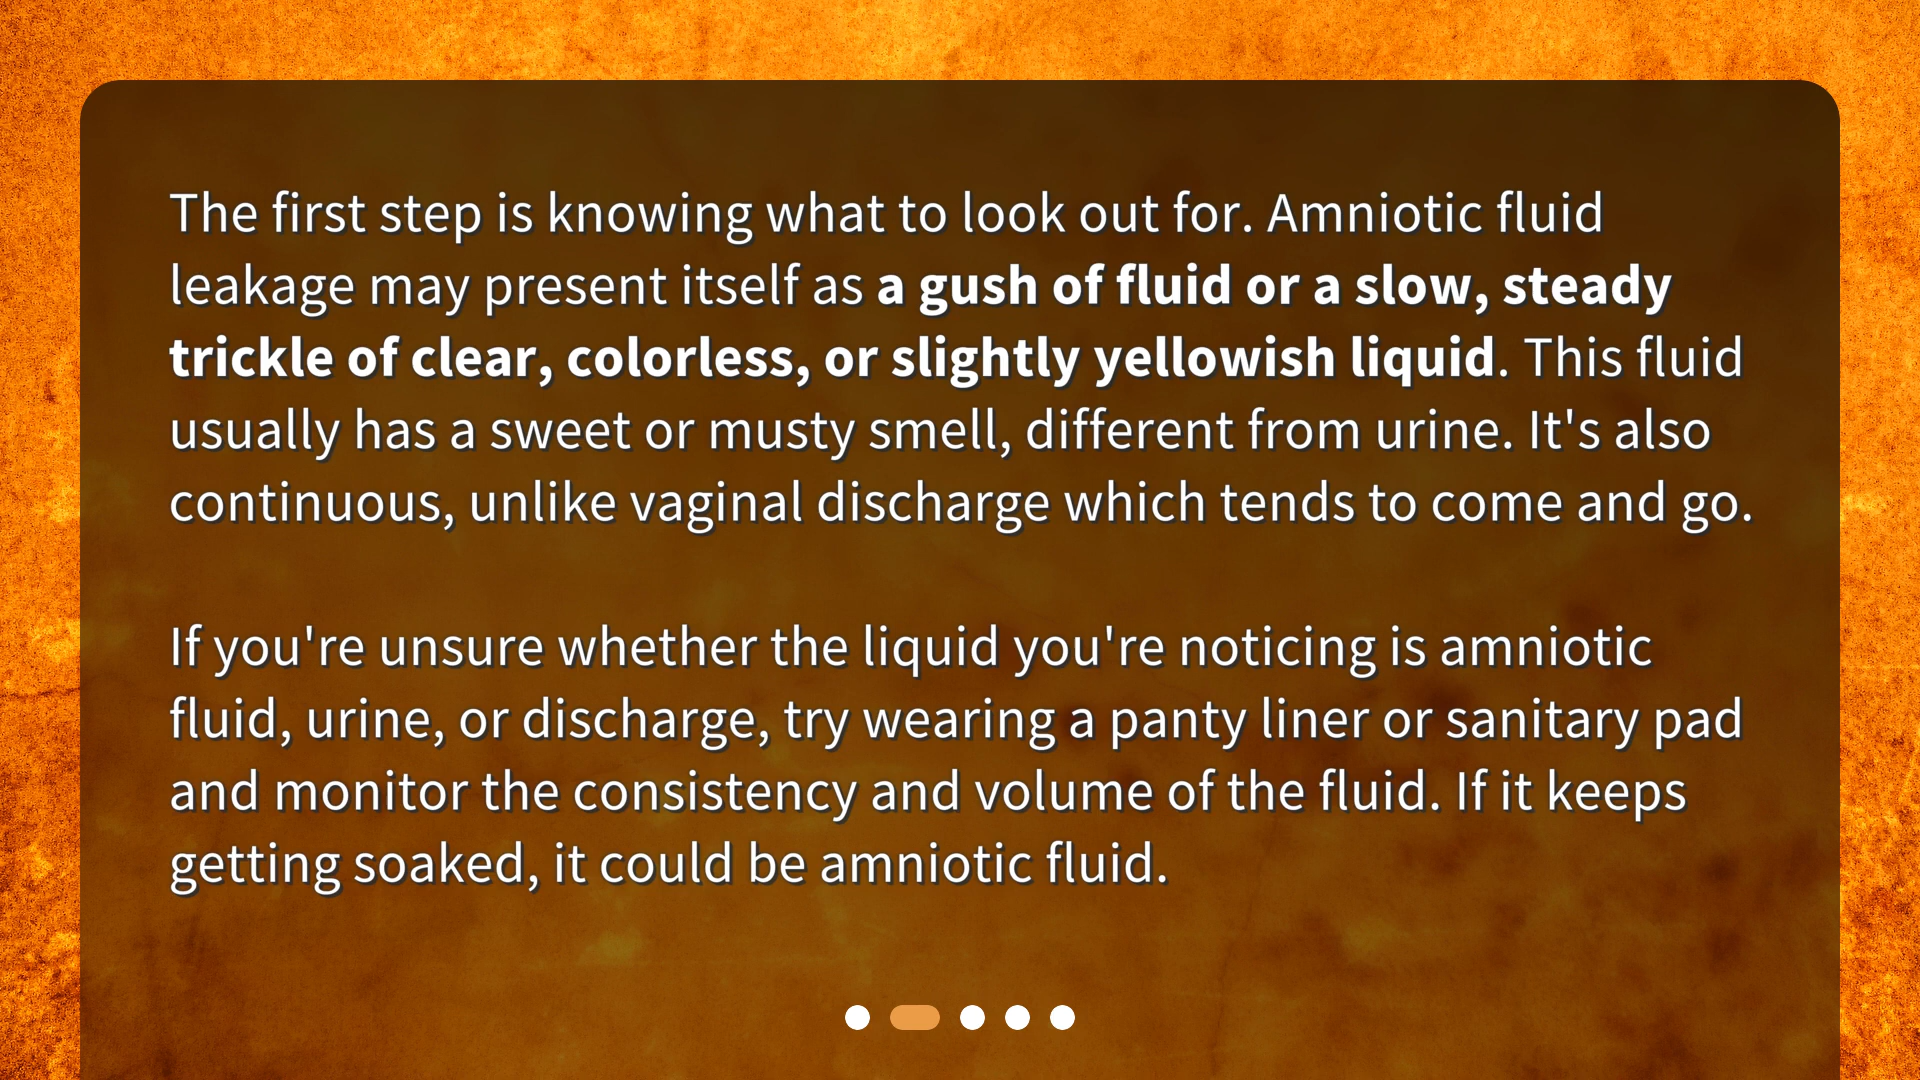 The first step is knowing what to look out for. Amniotic fluid
leakage may present itself as a gush of fluid or a slow, steady
trickle of clear, colorless, or slightly yellowish liquid. This fluid
usually has a sweet or musty smell, different from urine. It's also
continuous, unlike vaginal discharge which tends to come and go.
If you're unsure whether the liquid you're noticing is amniotic
fluid, urine, or discharge, try wearing a panty liner or sanitary pad
and monitor the consistency and volume of the fluid. If it keeps
getting soaked, it could be amniotic fluid.